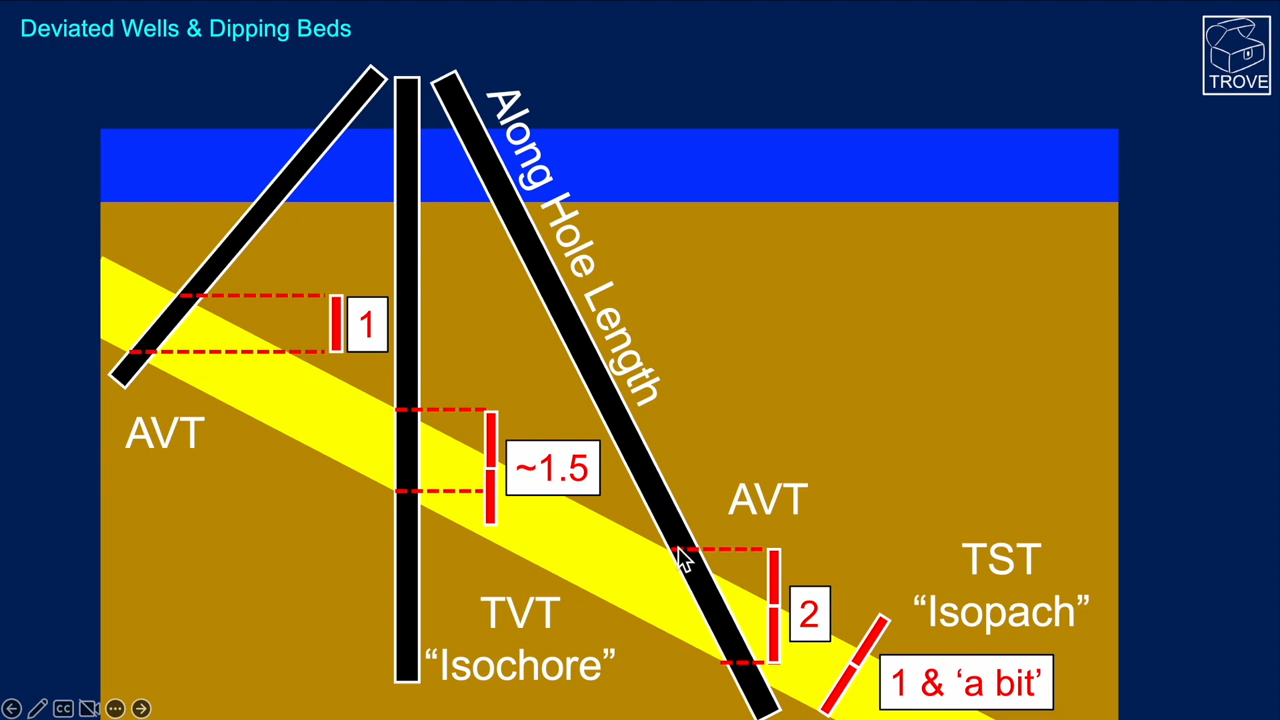 Deviated Wells & Dipping Beds
TROVE
Along Hole Length
1
AVT
~1.5
AVT
TVT
“Isochore”
2
TST
“Isopach”
1 & ‘a bit’
CC